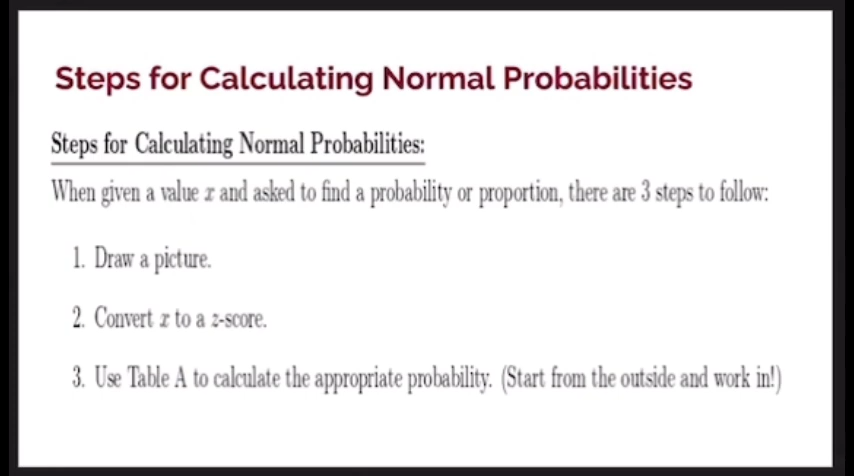 Steps for Calculating Normal Probabilities
Steps for Calculating Normal Probabilities:
When given a value x and asked to find a probability or proportion, there are 3 steps to follow:
1. Draw a picture.
2. Convert x to a z-score.
3. Use Table A to calculate the appropriate probability. (Start from the outside and work in!)